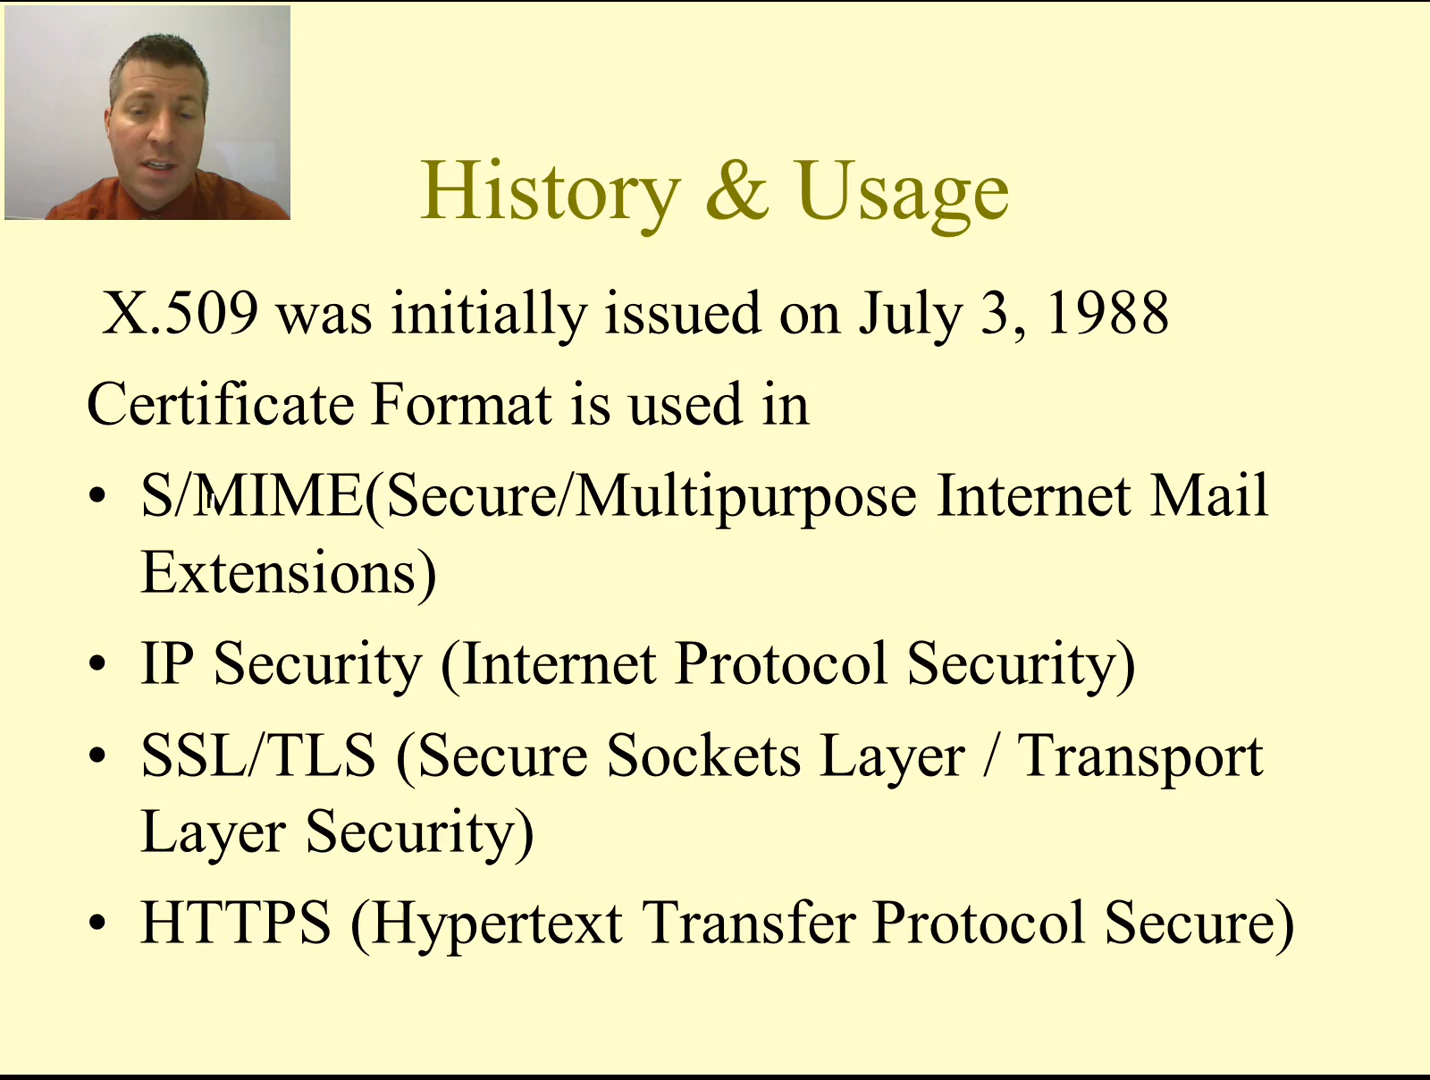 History & Usage
X.509 was initially issued on July 3, 1988
Certificate Format is used in
• S/MIME(Secure/Multipurpose Internet Mail
Extensions)
• IP Security (Internet Protocol Security)
• SSL/TLS (Secure Sockets Layer / Transport
Layer Security)
• HTTPS (Hypertext Transfer Protocol Secure)